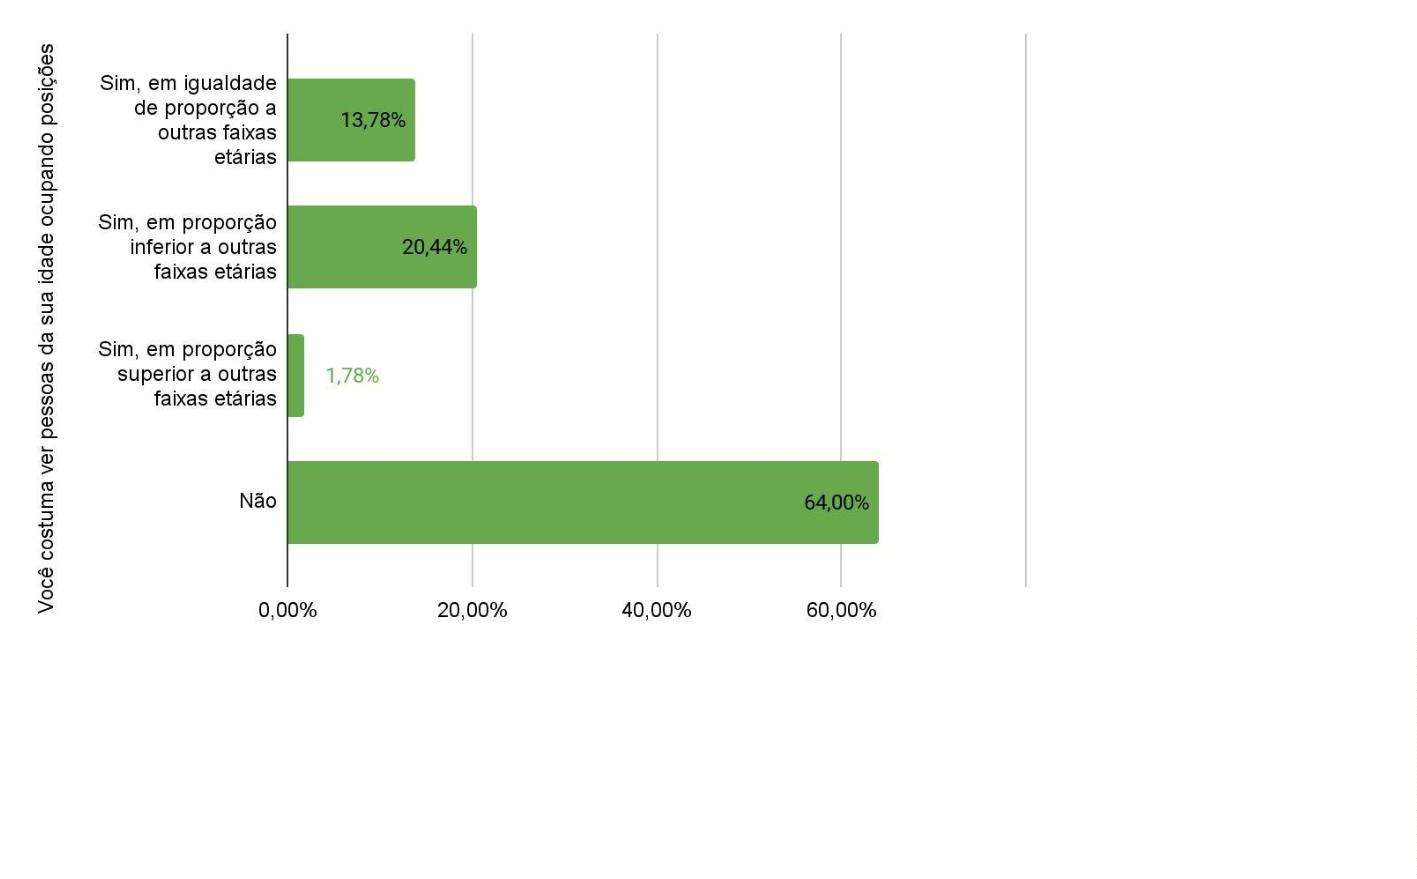 Você costuma ver pessoas da sua idade ocupando posições
Sim, em igualdade
de proporção a
outras faixas
etárias
13,78%
Sim, em proporção
inferior a outras
faixas etárias
20,44%
Sim, em proporção
superior a outras
faixas etárias
1,78%
Não
64,00%
0,00%
20,00%
40,00%
60,00%